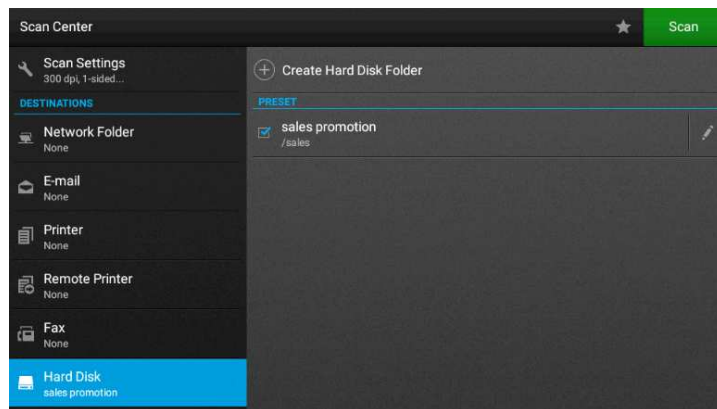 Scan Center
Scan
Scan Settings
300 dpi, 1-sided...
DESTINATIONS
Network Folder
None
E-mail
None
Printer
None
Remote Printer
None
Fax
None
Hard Disk
sales promotion
Create Hard Disk Folder
PRESET
sales promotion
/sales